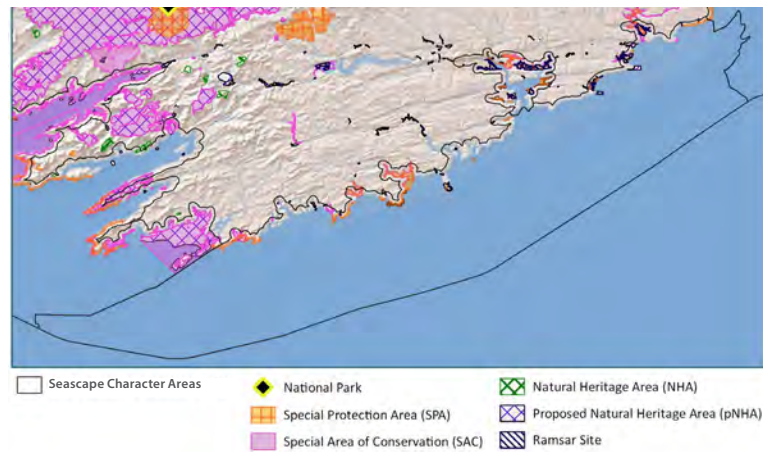 Seascape Character Areas
National Park
Natural Heritage Area (NHA)
Special Protection Area (SPA)
Proposed Natural Heritage Area (pNHA)
Special Area of Conservation (SAC)
Ramsar Site